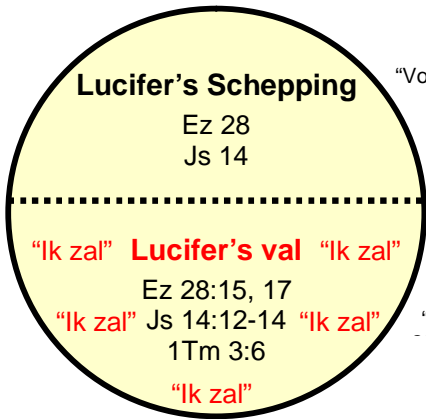 Lucifer’s Schepping
“Vo
Ez 28
Js 14
“Ik zal” Lucifer’s val “Ik zal”
Ez 28:15, 17
“Ik zal” Js 14:12-14 “Ik zal”
1Tm 3:6
“Ik zal”